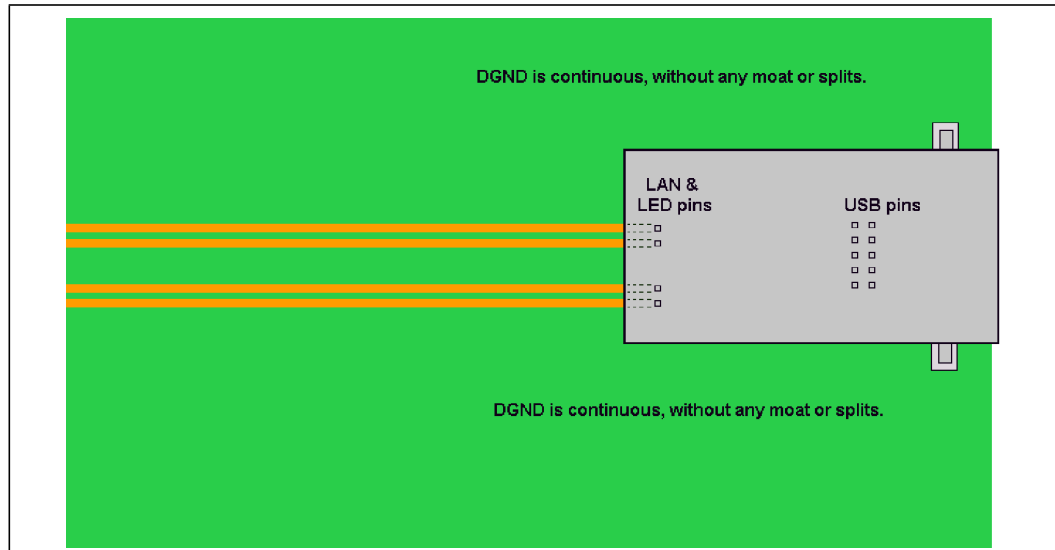 DGND is continuous, without any moat or splits.
LAN &
LED pins
USB pins
DGND is continuous, without any moat or splits.